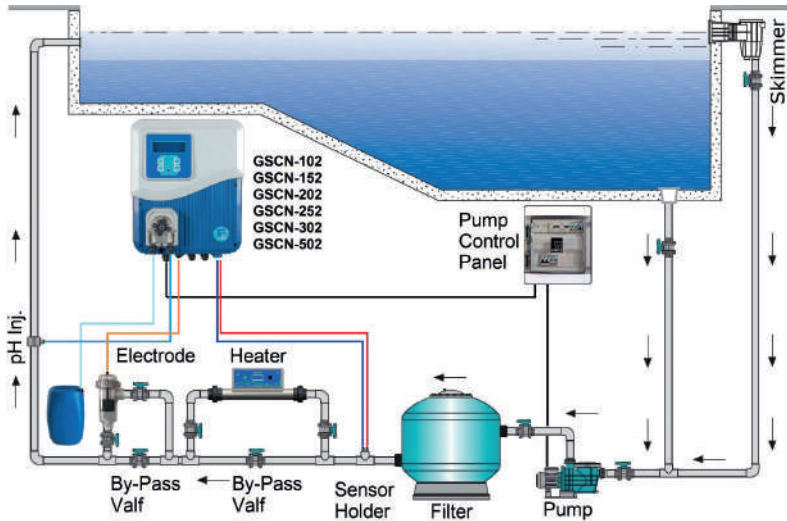 Skimmer
GSCN-102
GSCN-152
GSCN-202
GSCN-252
GSCN-302
GSCN-502
Pump
Control
Panel
pH Inj.
Electrode
Heater
By-Pass
Valf
By-Pass
Valf
Sensor
Holder
Filter
Pump